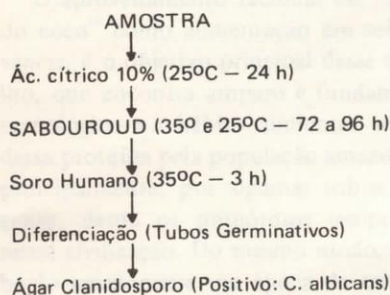 AMOSTRA
Ác. cítrico 10% (25ºC — 24 h)
SABOUROUD (35º e 25ºC — 72 a 96 h)
Soro Humano (35ºC — 3 h)
Diferenciação (Tubos Germinativos)
Ágar Clanidosporo (Positivo: C. albicans)